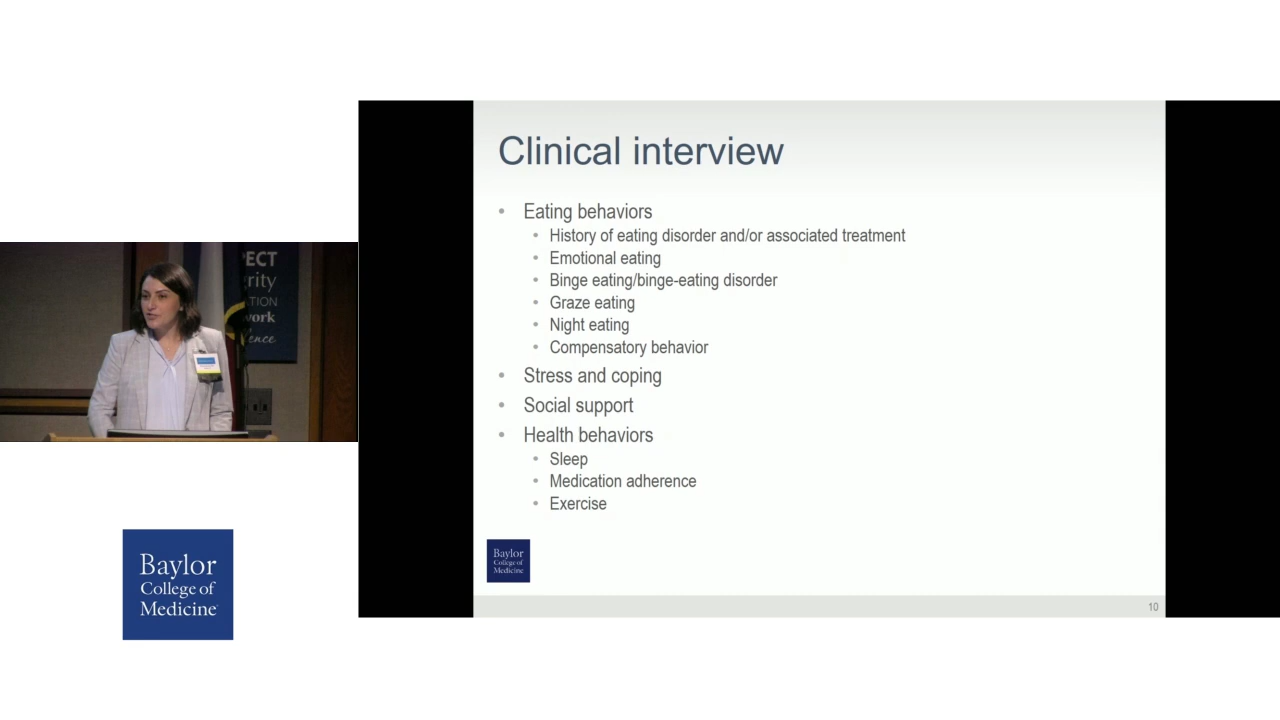 Clinical interview
• Eating behaviors
• History of eating disorder and/or associated treatment
• Emotional eating
• Binge eating/binge-eating disorder
• Graze eating
• Night eating
• Compensatory behavior
• Stress and coping
• Social support
• Health behaviors
• Sleep
• Medication adherence
• Exercise
Baylor
College of
Medicine
10
ECT
rity
TION
work
ence
Baylor
College of
Medicine